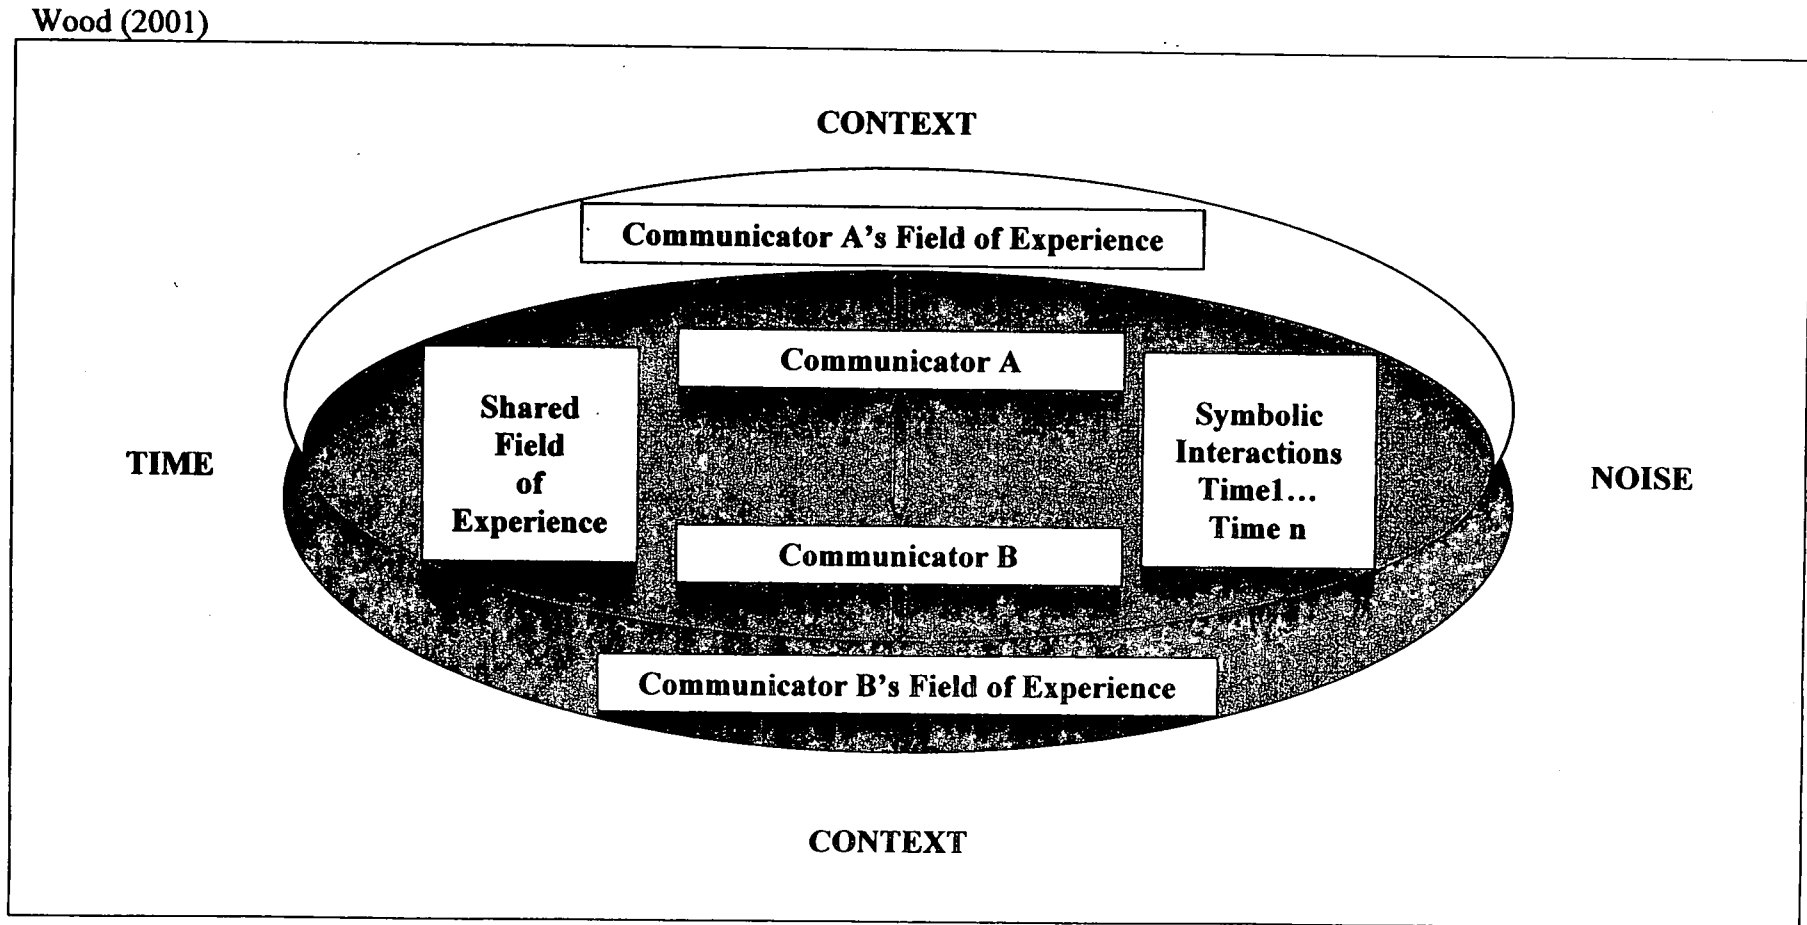 Wood (2001)
CONTEXT
Communicator A's Field of Experience
Communicator A
Shared
Field
of
Experience
Symbolic
Interactions
Time1...
Time n
TIME
NOISE
Communicator B
Communicator B's Field of Experience
CONTEXT